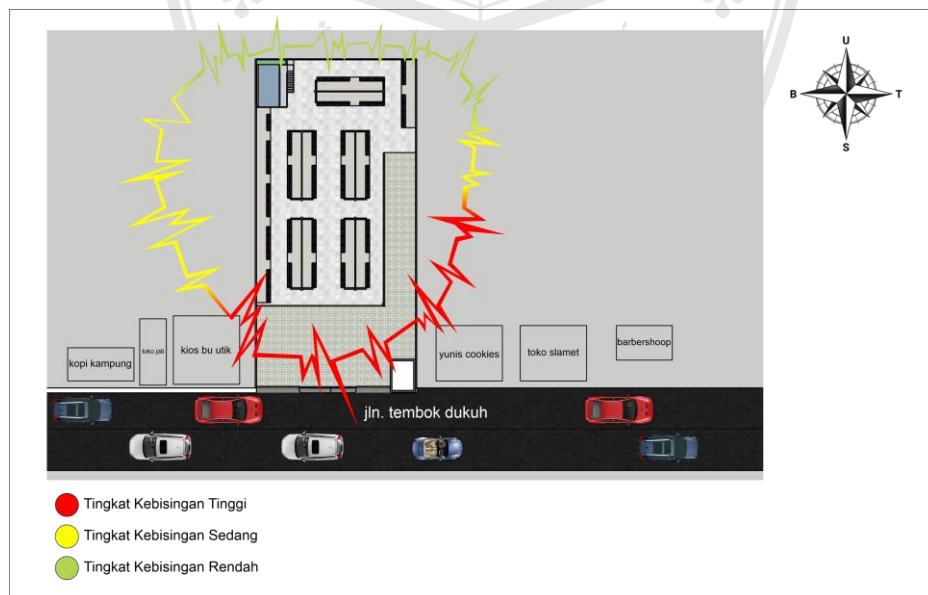 U
B
T
S
kopi kampung
toko jati
kios bu utik
yunis cookies
toko slamet
barbershoop
jln. tembok dukuh
Tingkat Kebisingan Tinggi
Tingkat Kebisingan Sedang
Tingkat Kebisingan Rendah